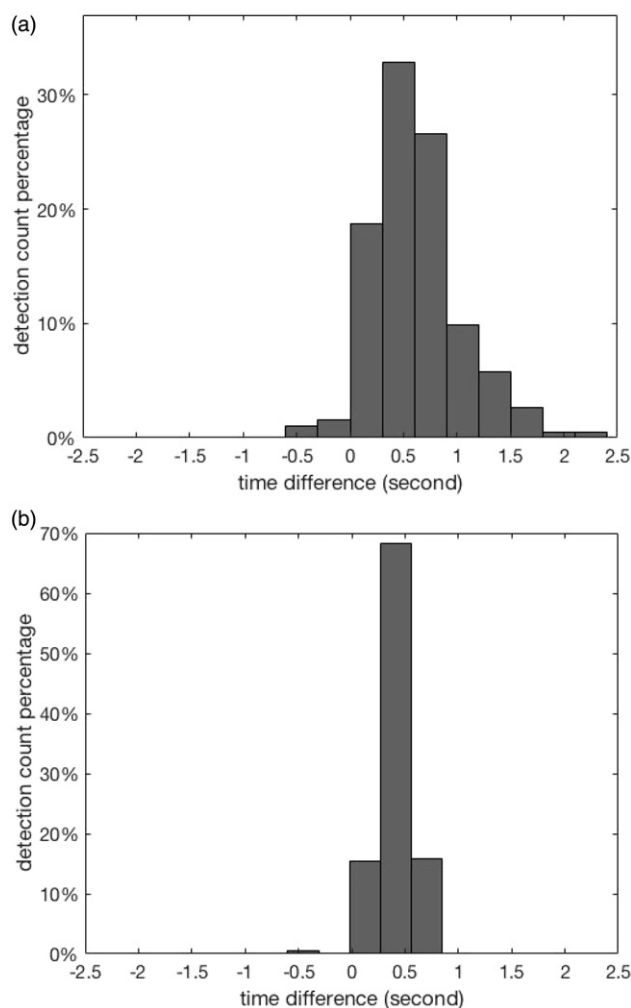 (a)
detection count percentage
30%
20%
10%
0%
-2.5 -2 -1.5 -1 -0.5 0 0.5 1 1.5 2 2.5
time difference (second)
(b)
detection count percentage
70%
60%
50%
40%
30%
20%
10%
0%
-2.5 -2 -1.5 -1 -0.5 0 0.5 1 1.5 2 2.5
time difference (second)